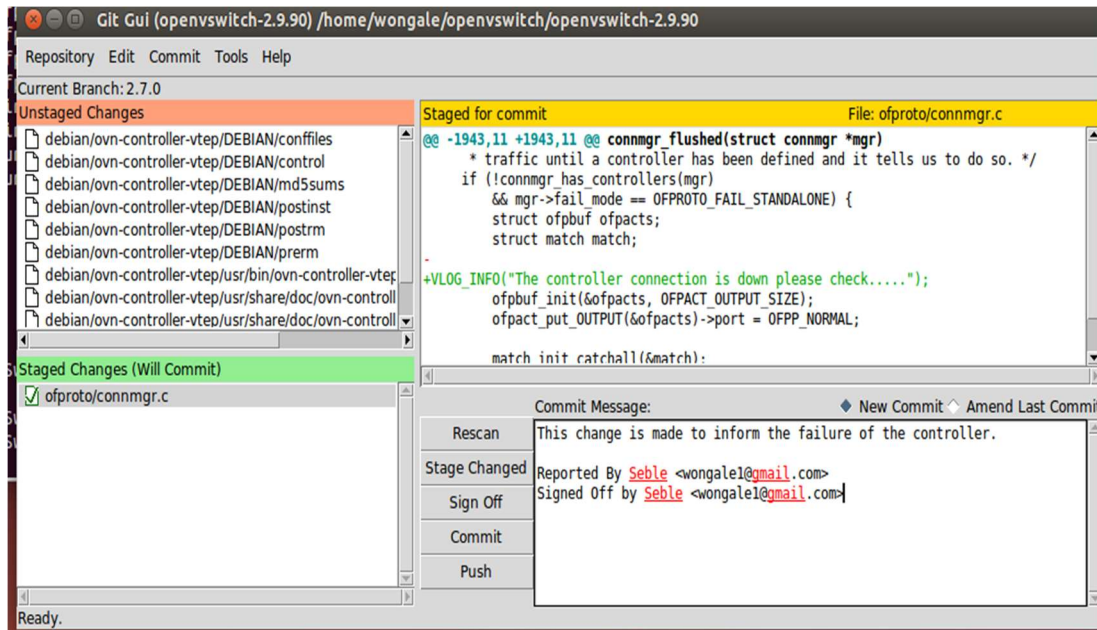 Git Gui (openvswitch-2.9.90) /home/wongale/openvswitch/openvswitch-2.9.90
Repository Edit Commit Tools Help
Current Branch: 2.7.0
Unstaged Changes
debian/ovn-controller-vtep/DEBIAN/conffiles
debian/ovn-controller-vtep/DEBIAN/control
debian/ovn-controller-vtep/DEBIAN/md5sums
debian/ovn-controller-vtep/DEBIAN/postinst
debian/ovn-controller-vtep/DEBIAN/postrm
debian/ovn-controller-vtep/DEBIAN/prerm
debian/ovn-controller-vtep/usr/bin/ovn-controller-vtep
debian/ovn-controller-vtep/usr/share/doc/ovn-controll
debian/ovn-controller-vtep/usr/share/doc/ovn-controll
Staged Changes (Will Commit)
ofproto/connmgr.c
Staged for commit File: ofproto/connmgr.c
@@ -1943,11 +1943,11 @@ connmgr_flushed(struct connmgr *mgr)
* traffic until a controller has been defined and it tells us to do so. */
if (!connmgr_has_controllers(mgr)
&& mgr->fail_mode == OFPROTO_FAIL_STANDALONE) {
struct ofpbuf ofpacts;
struct match match;
-
+VLOG_INFO("The controller connection is down please check.....");
ofpbuf_init(&ofpacts, OFPACT_OUTPUT_SIZE);
ofpact_put_OUTPUT(&ofpacts)->port = OFPP_NORMAL;
match_init_catchall(&match);
Commit Message: New Commit Amend Last Commit
Rescan
Stage Changed
Sign Off
Commit
Push
This change is made to inform the failure of the controller.
Reported By Seble <wongale1@gmail.com>
Signed Off by Seble <wongale1@gmail.com>
Ready.